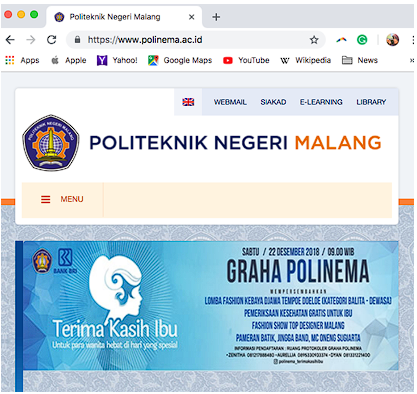 Politeknik Negeri Malang
https://www.polinema.ac.id
Apps Apple Yahoo! Google Maps YouTube Wikipedia News
WEBMAIL SIAKAD E-LEARNING LIBRARY
POLITEKNIK NEGERI MALANG
MENU
BANK BRI
Terima Kasih Ibu
Untuk para wanita hebat di hari yang spesial
SABTU / 22 DESEMBER 2018 / 09.00 WIB
GRAHA POLINEMA
MEMPERSEMBAHKAN
LOMBA FASHION KEBAYA DJAWA TEMPOE DOELOE (KATEGORI BALITA - DEWASA)
PEMERIKSAAN KESEHATAN GRATIS UNTUK IBU
FASHION SHOW TOP DESIGNER MALANG
PAMERAN BATIK, JINGGA BAND, MC ONENG SUGIARTA
INFORMASI PENDAFTARAN : RUANG PROTOKOLER GRAHA POLINEMA
polinema_terimakasihibu